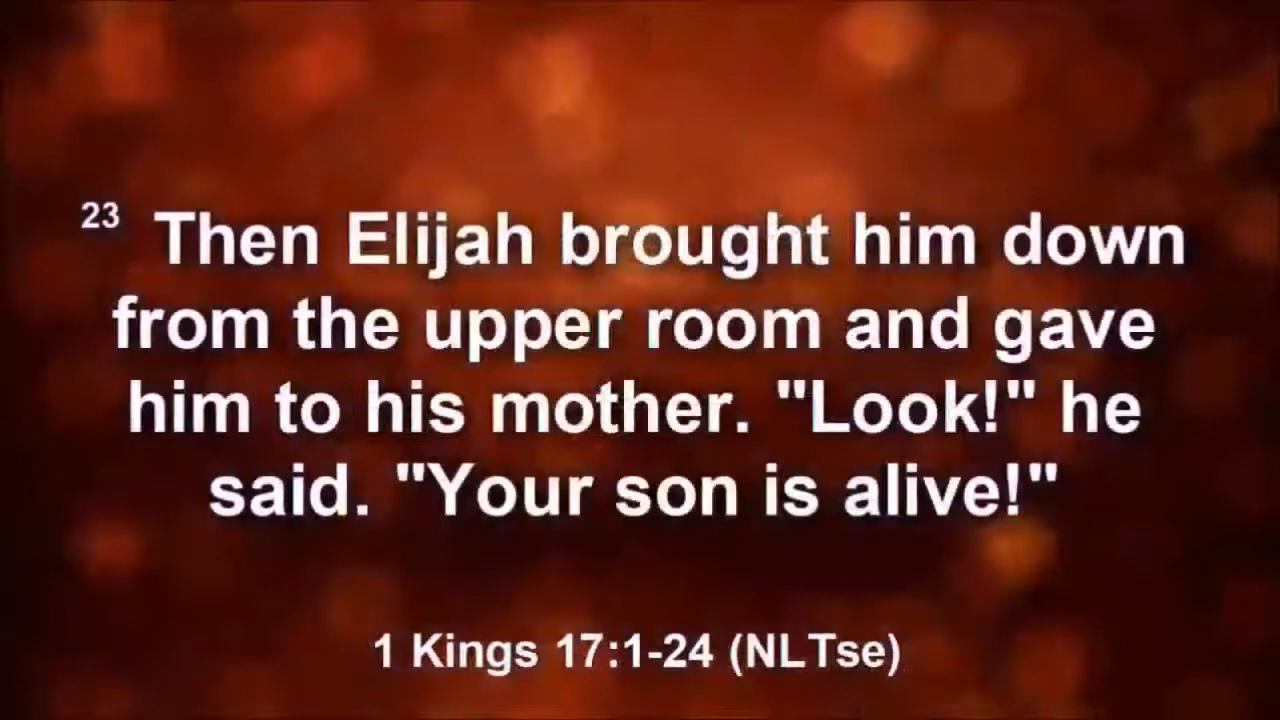 23 Then Elijah brought him down
from the upper room and gave
him to his mother. "Look!" he
said. "Your son is alive!"
1 Kings 17:1-24 (NLTse)